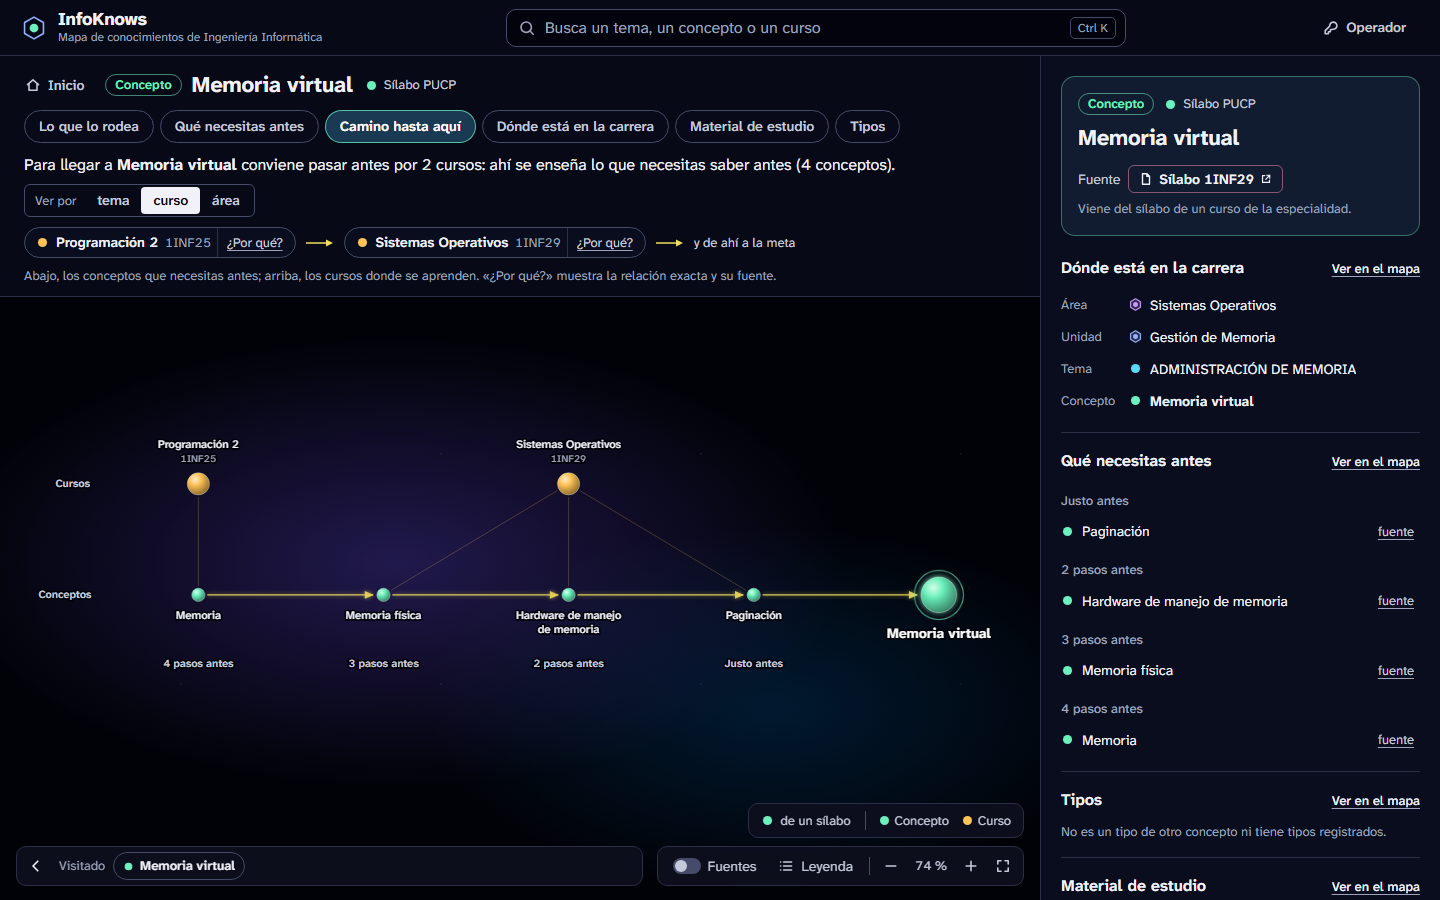 InfoKnows
Mapa de conocimientos de Ingeniería Informática
Busca un tema, un concepto o un curso
Ctrl K
Operador
Inicio
Concepto
Memoria virtual
Sílabo PUCP
Lo que lo rodea
Qué necesitas antes
Camino hasta aquí
Dónde está en la carrera
Material de estudio
Tipos
Para llegar a Memoria virtual conviene pasar antes por 2 cursos: ahí se enseña lo que necesitas saber antes (4 conceptos).
Ver por
tema
curso
área
Programación 2 1INF25 ¿Por qué?
Sistemas Operativos 1INF29 ¿Por qué?
y de ahí a la meta
Abajo, los conceptos que necesitas antes; arriba, los cursos donde se aprenden. «¿Por qué?» muestra la relación exacta y su fuente.
Programación 2
1INF25
Sistemas Operativos
1INF29
Cursos
Conceptos
Memoria
Memoria física
Hardware de manejo
de memoria
Paginación
Memoria virtual
4 pasos antes
3 pasos antes
2 pasos antes
Justo antes
de un sílabo
Concepto
Curso
Visitado
Memoria virtual
Fuentes
Leyenda
74 %
Concepto
Sílabo PUCP
Memoria virtual
Fuente
Sílabo 1INF29
Viene del sílabo de un curso de la especialidad.
Dónde está en la carrera
Ver en el mapa
Área
Sistemas Operativos
Unidad
Gestión de Memoria
Tema
ADMINISTRACIÓN DE MEMORIA
Concepto
Memoria virtual
Qué necesitas antes
Ver en el mapa
Justo antes
Paginación
fuente
2 pasos antes
Hardware de manejo de memoria
fuente
3 pasos antes
Memoria física
fuente
4 pasos antes
Memoria
fuente
Tipos
Ver en el mapa
No es un tipo de otro concepto ni tiene tipos registrados.
Material de estudio
Ver en el mapa